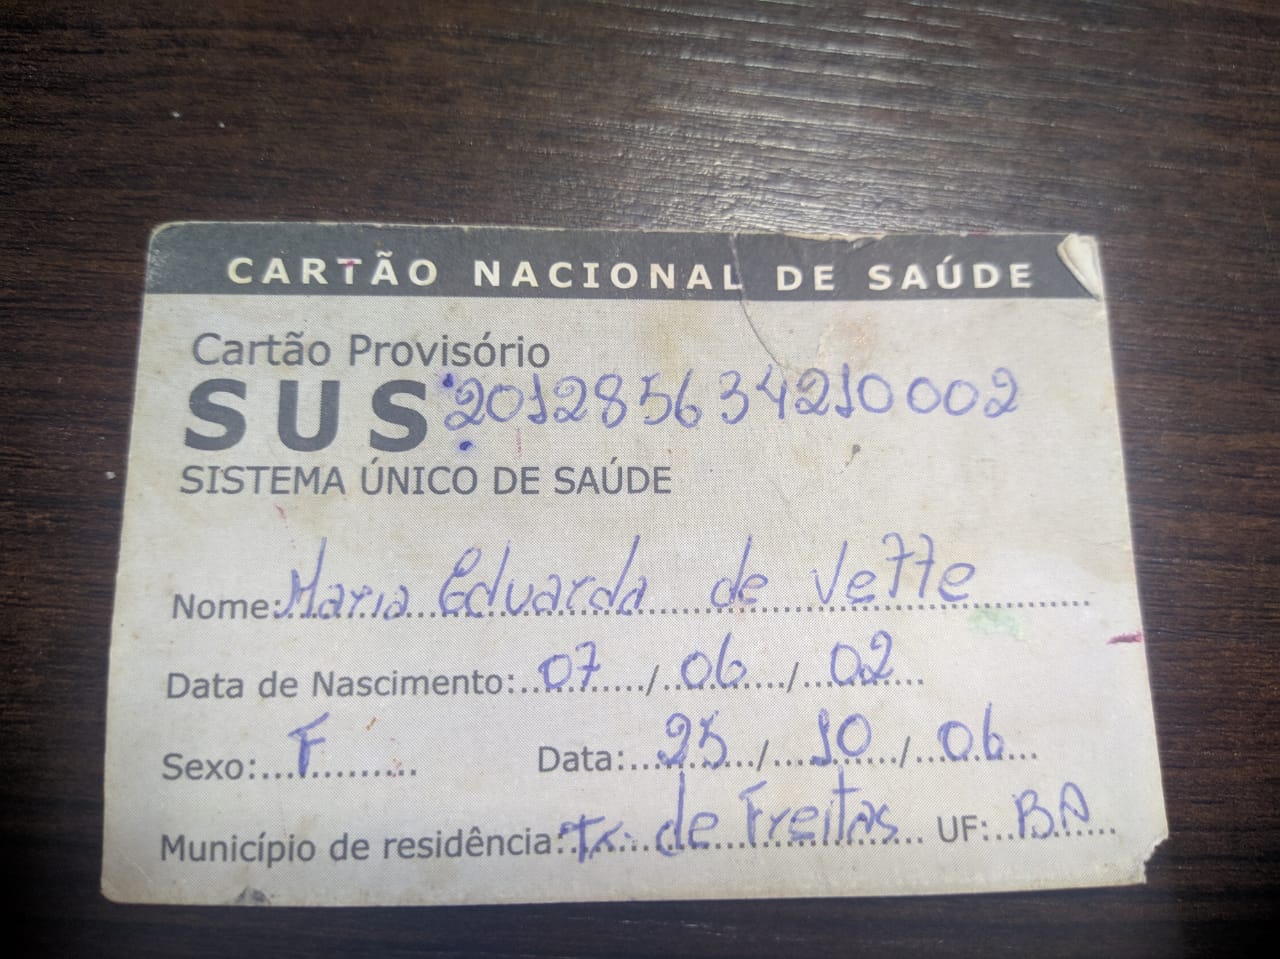 CARTÃO NACIONAL DE SAÚDE
Cartão Provisório
SUS 201285634210002
SISTEMA ÚNICO DE SAÚDE
Nome: Maria Eduarda de Vette
Data de Nascimento: 07/06/02
Sexo: F Data: 25/10/06
Município de residência: Tx. de Freitas UF: BA